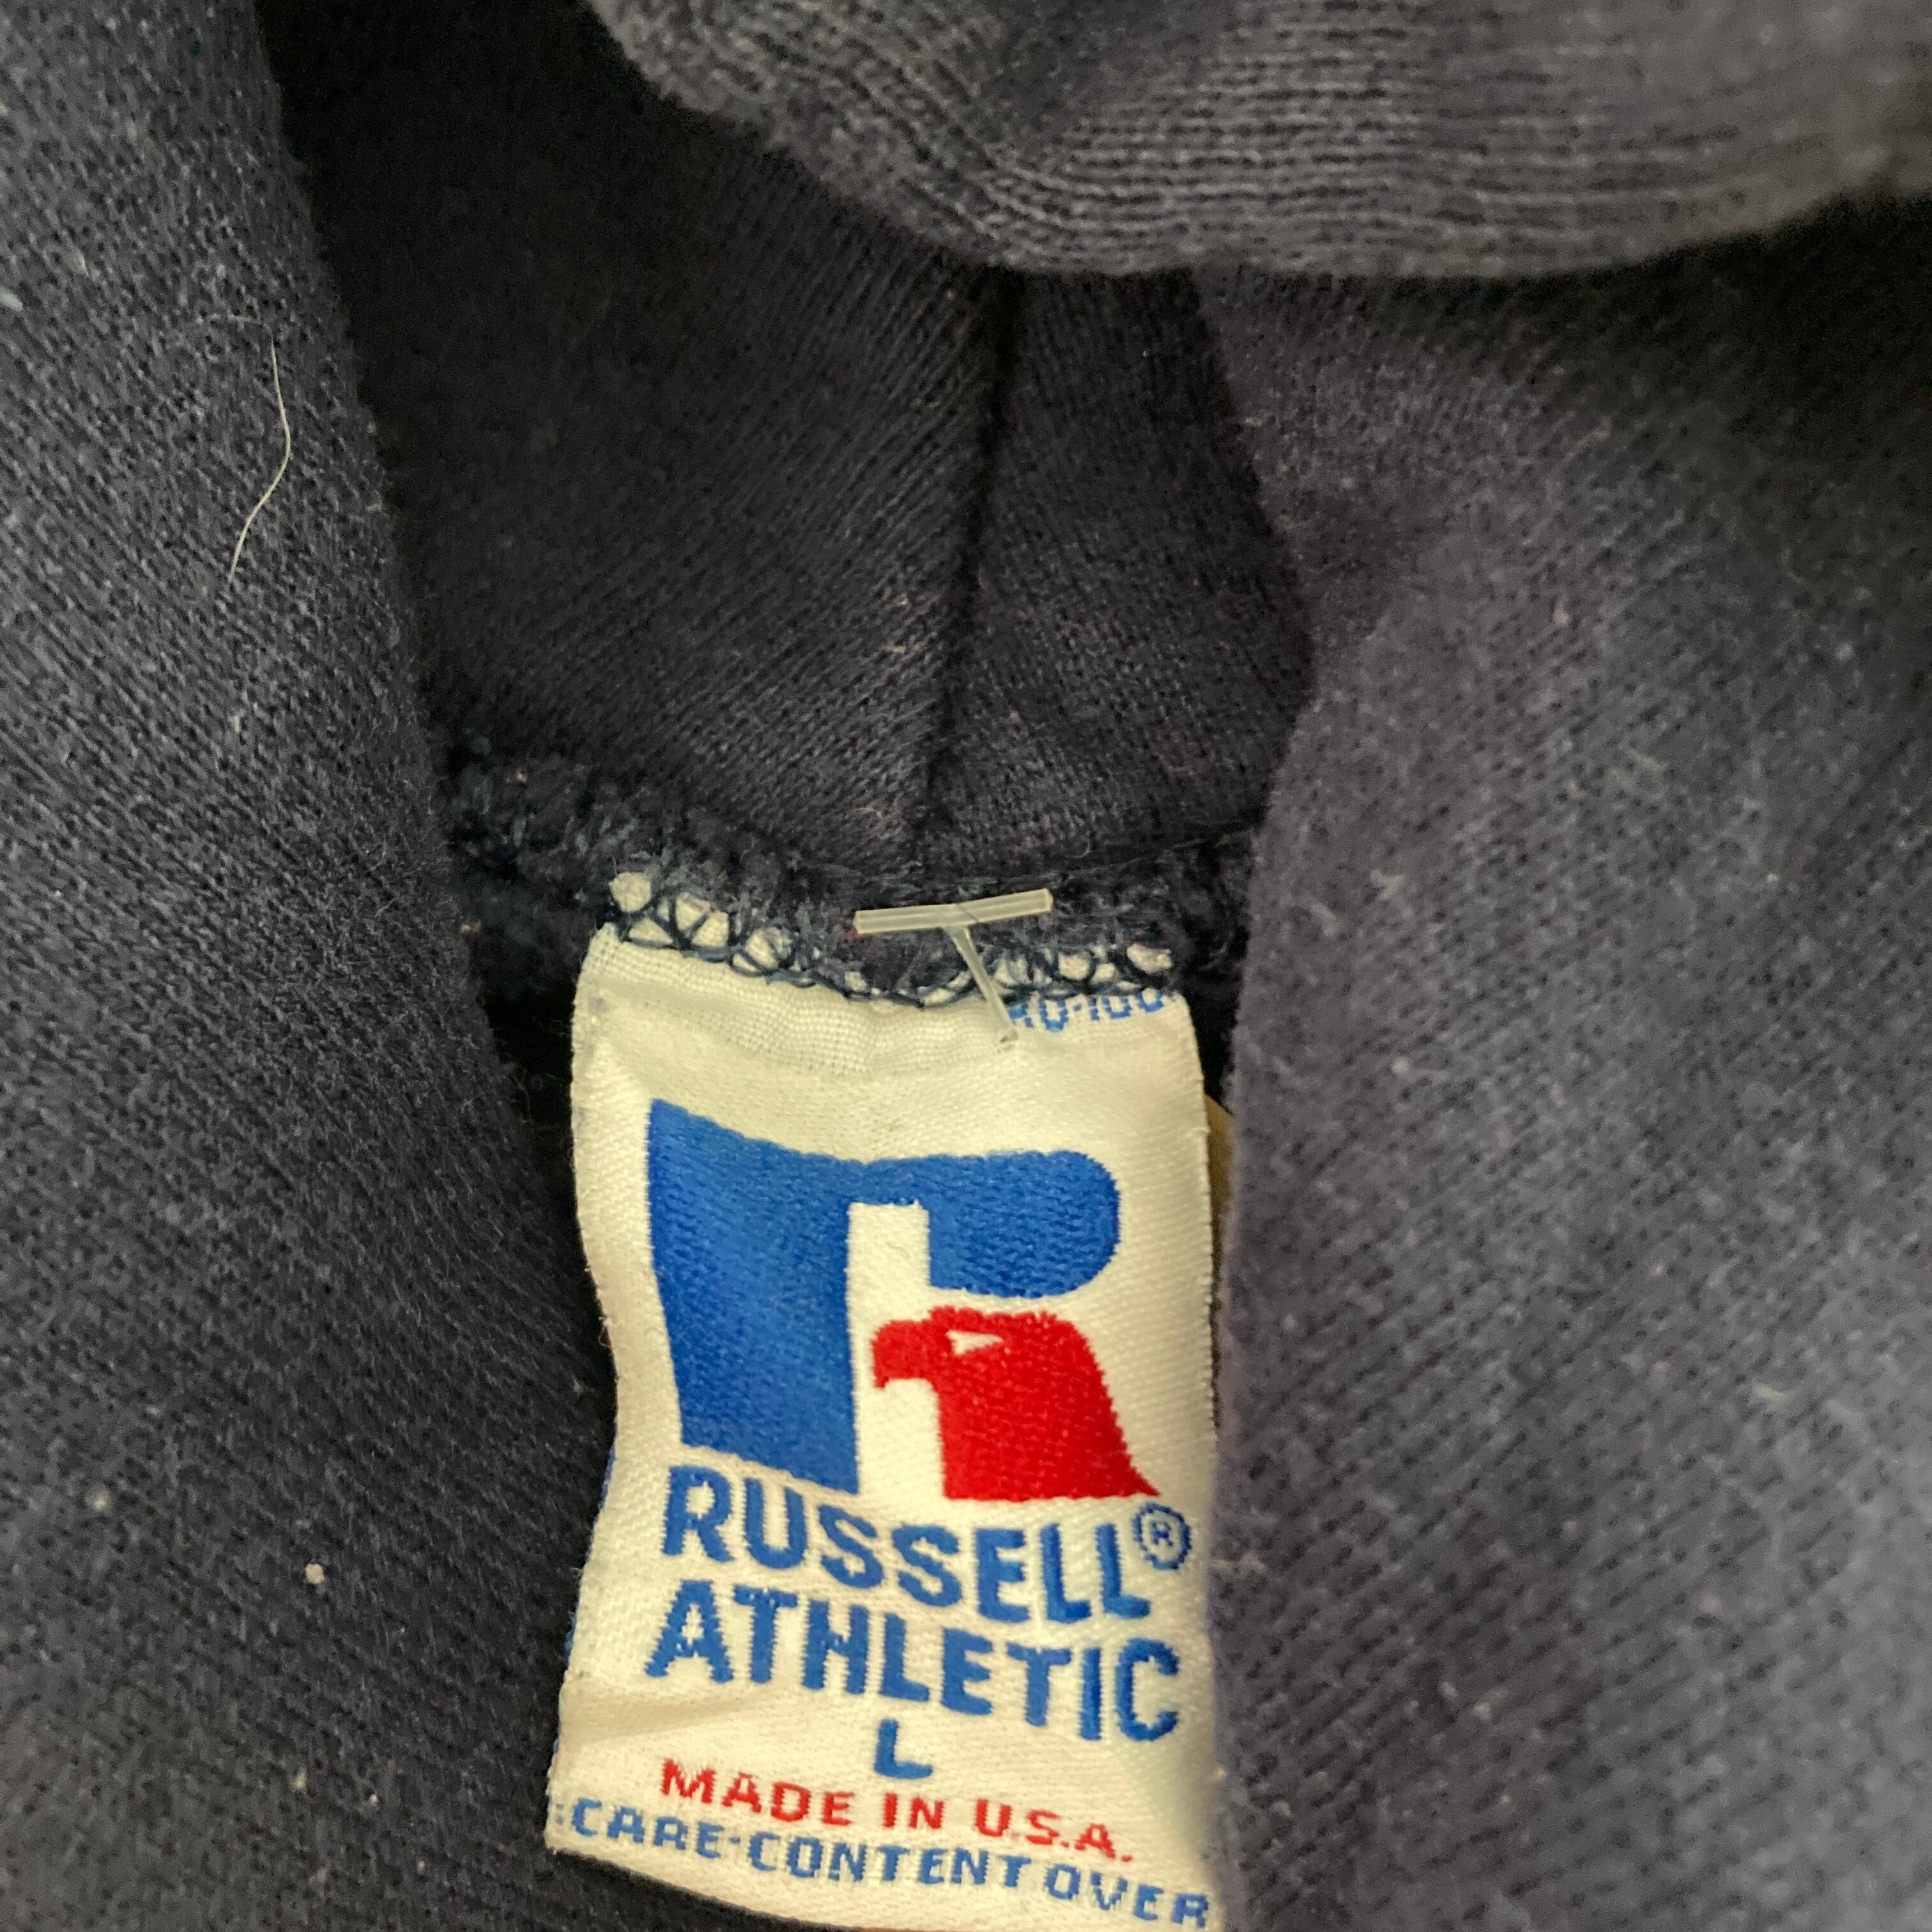 RUSSELL®
ATHLETIC
L
MADE IN U.S.A.
CARE-CONTENT OVER